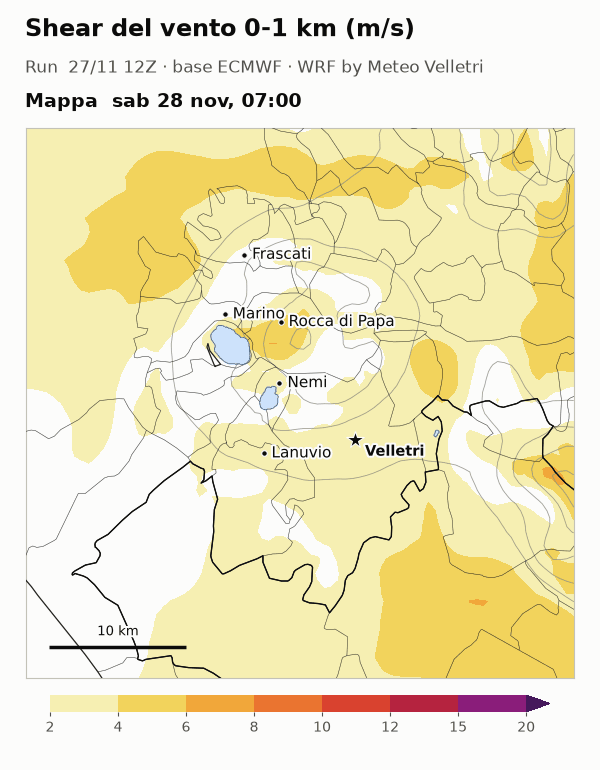 Shear del vento 0-1 km (m/s)
Run  27/11 12Z · base ECMWF · WRF by Meteo Velletri
Mappa  sab 28 nov, 07:00
Frascati
Marino
Rocca di Papa
Nemi
Velletri
Lanuvio
10 km
2 4 6 8 10 12 15 20